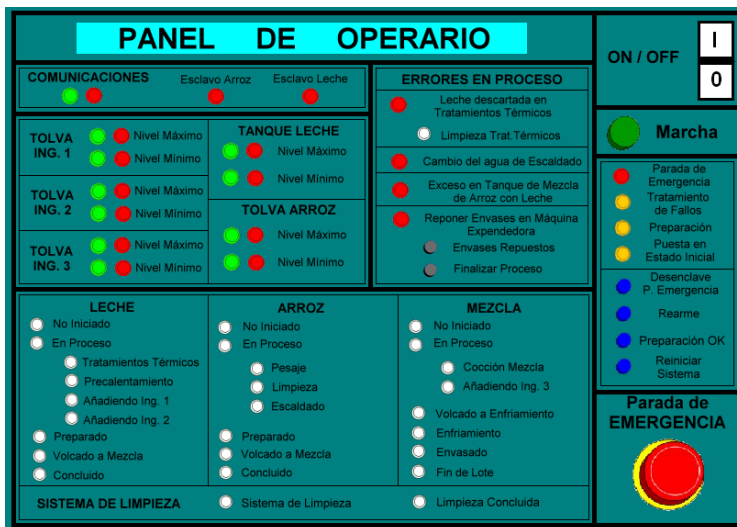 PANEL DE OPERARIO
COMUNICACIONES
Esclavo Arroz
Esclavo Leche
TOLVA
ING. 1
Nivel Máximo
Nivel Mínimo
TOLVA
ING. 2
Nivel Máximo
Nivel Mínimo
TOLVA
ING. 3
Nivel Máximo
Nivel Mínimo
TANQUE LECHE
Nivel Máximo
Nivel Mínimo
TOLVA ARROZ
Nivel Máximo
Nivel Mínimo
ERRORES EN PROCESO
Leche descartada en
Tratamientos Térmicos
Limpieza Trat.Térmicos
Cambio del agua de Escaldado
Exceso en Tanque de Mezcla
de Arroz con Leche
Reponer Envases en Máquina
Expendedora
Envases Repuestos
Finalizar Proceso
ON / OFF
I
0
Marcha
Parada de
Emergencia
Tratamiento
de Fallos
Preparación
Puesta en
Estado Inicial
Desenclave
P. Emergencia
Rearme
Preparación OK
Reiniciar
Sistema
Parada de
EMERGENCIA
LECHE
No Iniciado
En Proceso
Tratamientos Térmicos
Precalentamiento
Añadiendo Ing. 1
Añadiendo Ing. 2
Preparado
Volcado a Mezcla
Concluido
ARROZ
No Iniciado
En Proceso
Pesaje
Limpieza
Escaldado
Preparado
Volcado a Mezcla
Concluido
MEZCLA
No Iniciado
En Proceso
Cocción Mezcla
Añadiendo Ing. 3
Volcado a Enfriamiento
Enfriamiento
Envasado
Fin de Lote
SISTEMA DE LIMPIEZA
Sistema de Limpieza
Limpieza Concluida